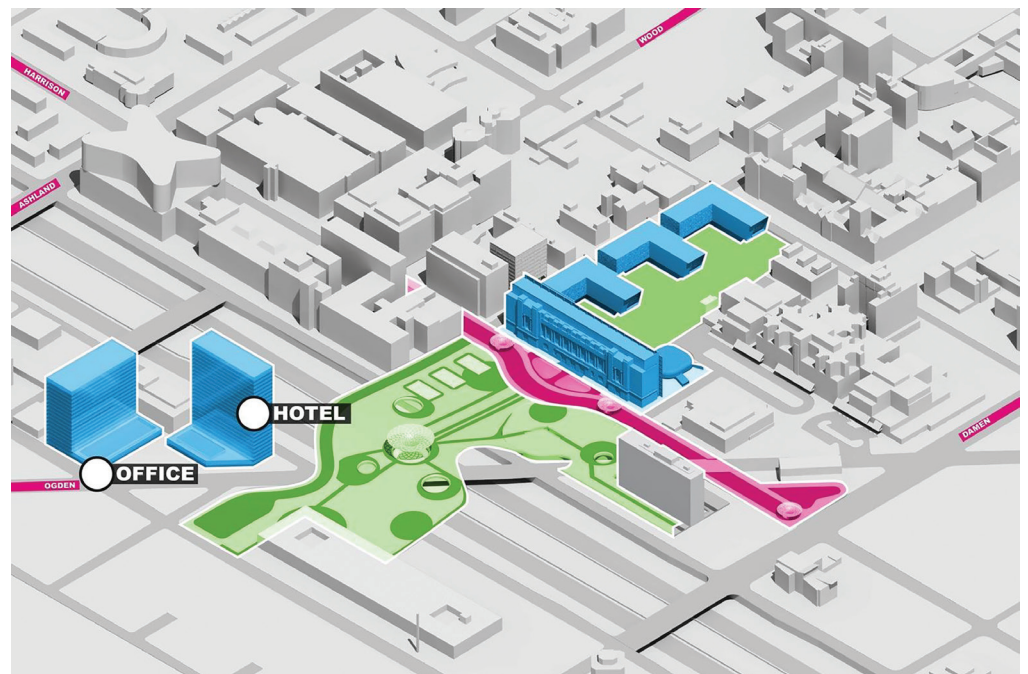 WOOD
HARRISON
ASHLAND
HOTEL
OFFICE
OGDEN
DAMEN